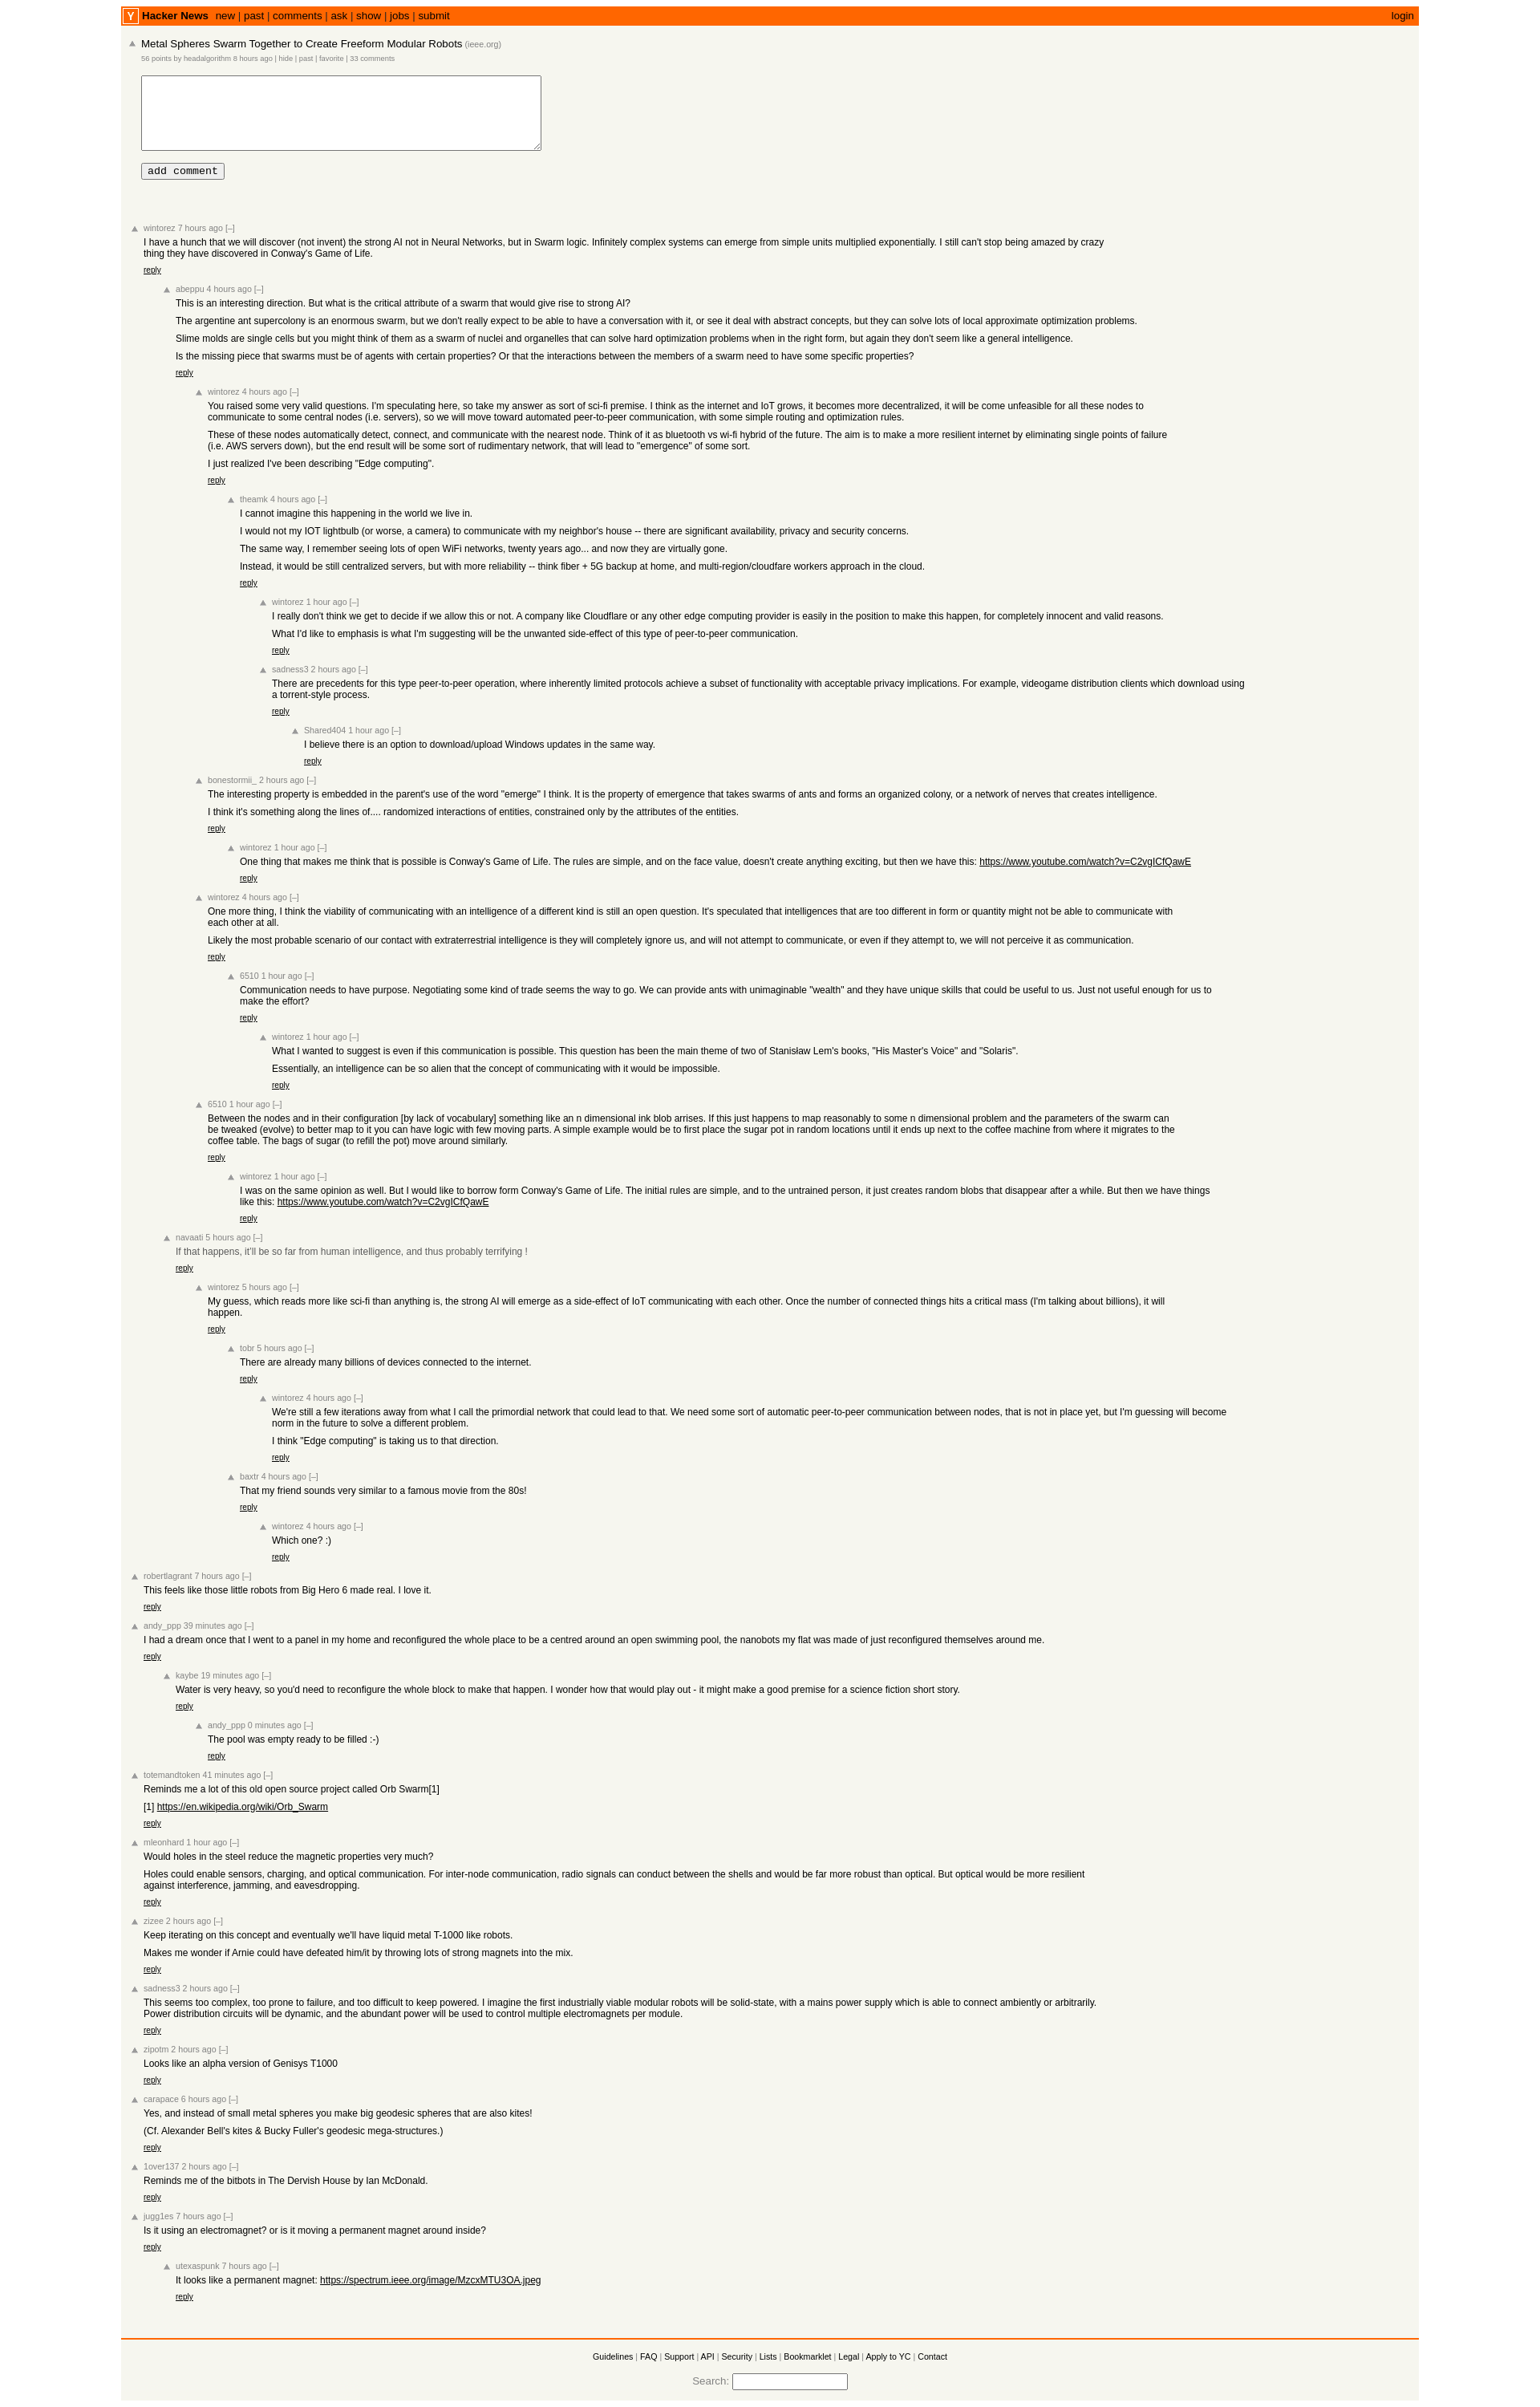 Y Hacker News new | past | comments | ask | show | jobs | submit login
Metal Spheres Swarm Together to Create Freeform Modular Robots (ieee.org)
56 points by headalgorithm 8 hours ago | hide | past | favorite | 33 comments
add comment
wintorez 7 hours ago [–]
I have a hunch that we will discover (not invent) the strong AI not in Neural Networks, but in Swarm logic. Infinitely complex systems can emerge from simple units multiplied exponentially. I still can't stop being amazed by crazy
thing they have discovered in Conway's Game of Life.
reply
abeppu 4 hours ago [–]
This is an interesting direction. But what is the critical attribute of a swarm that would give rise to strong AI?
The argentine ant supercolony is an enormous swarm, but we don't really expect to be able to have a conversation with it, or see it deal with abstract concepts, but they can solve lots of local approximate optimization problems.
Slime molds are single cells but you might think of them as a swarm of nuclei and organelles that can solve hard optimization problems when in the right form, but again they don't seem like a general intelligence.
Is the missing piece that swarms must be of agents with certain properties? Or that the interactions between the members of a swarm need to have some specific properties?
reply
wintorez 4 hours ago [–]
You raised some very valid questions. I'm speculating here, so take my answer as sort of sci-fi premise. I think as the internet and IoT grows, it becomes more decentralized, it will be come unfeasible for all these nodes to
communicate to some central nodes (i.e. servers), so we will move toward automated peer-to-peer communication, with some simple routing and optimization rules.
These of these nodes automatically detect, connect, and communicate with the nearest node. Think of it as bluetooth vs wi-fi hybrid of the future. The aim is to make a more resilient internet by eliminating single points of failure
(i.e. AWS servers down), but the end result will be some sort of rudimentary network, that will lead to "emergence" of some sort.
I just realized I've been describing "Edge computing".
reply
theamk 4 hours ago [–]
I cannot imagine this happening in the world we live in.
I would not my IOT lightbulb (or worse, a camera) to communicate with my neighbor's house -- there are significant availability, privacy and security concerns.
The same way, I remember seeing lots of open WiFi networks, twenty years ago... and now they are virtually gone.
Instead, it would be still centralized servers, but with more reliability -- think fiber + 5G backup at home, and multi-region/cloudfare workers approach in the cloud.
reply
wintorez 1 hour ago [–]
I really don't think we get to decide if we allow this or not. A company like Cloudflare or any other edge computing provider is easily in the position to make this happen, for completely innocent and valid reasons.
What I'd like to emphasis is what I'm suggesting will be the unwanted side-effect of this type of peer-to-peer communication.
reply
sadness3 2 hours ago [–]
There are precedents for this type peer-to-peer operation, where inherently limited protocols achieve a subset of functionality with acceptable privacy implications. For example, videogame distribution clients which download using
a torrent-style process.
reply
Shared404 1 hour ago [–]
I believe there is an option to download/upload Windows updates in the same way.
reply
bonestormii_ 2 hours ago [–]
The interesting property is embedded in the parent's use of the word "emerge" I think. It is the property of emergence that takes swarms of ants and forms an organized colony, or a network of nerves that creates intelligence.
I think it's something along the lines of.... randomized interactions of entities, constrained only by the attributes of the entities.
reply
wintorez 1 hour ago [–]
One thing that makes me think that is possible is Conway's Game of Life. The rules are simple, and on the face value, doesn't create anything exciting, but then we have this: https://www.youtube.com/watch?v=C2vgICfQawE
reply
wintorez 4 hours ago [–]
One more thing, I think the viability of communicating with an intelligence of a different kind is still an open question. It's speculated that intelligences that are too different in form or quantity might not be able to communicate with
each other at all.
Likely the most probable scenario of our contact with extraterrestrial intelligence is they will completely ignore us, and will not attempt to communicate, or even if they attempt to, we will not perceive it as communication.
reply
6510 1 hour ago [–]
Communication needs to have purpose. Negotiating some kind of trade seems the way to go. We can provide ants with unimaginable "wealth" and they have unique skills that could be useful to us. Just not useful enough for us to
make the effort?
reply
wintorez 1 hour ago [–]
What I wanted to suggest is even if this communication is possible. This question has been the main theme of two of Stanisław Lem's books, "His Master's Voice" and "Solaris".
Essentially, an intelligence can be so alien that the concept of communicating with it would be impossible.
reply
6510 1 hour ago [–]
Between the nodes and in their configuration [by lack of vocabulary] something like an n dimensional ink blob arrises. If this just happens to map reasonably to some n dimensional problem and the parameters of the swarm can
be tweaked (evolve) to better map to it you can have logic with few moving parts. A simple example would be to first place the sugar pot in random locations until it ends up next to the coffee machine from where it migrates to the
coffee table. The bags of sugar (to refill the pot) move around similarly.
reply
wintorez 1 hour ago [–]
I was on the same opinion as well. But I would like to borrow form Conway's Game of Life. The initial rules are simple, and to the untrained person, it just creates random blobs that disappear after a while. But then we have things
like this: https://www.youtube.com/watch?v=C2vgICfQawE
reply
navaati 5 hours ago [–]
If that happens, it'll be so far from human intelligence, and thus probably terrifying !
reply
wintorez 5 hours ago [–]
My guess, which reads more like sci-fi than anything is, the strong AI will emerge as a side-effect of IoT communicating with each other. Once the number of connected things hits a critical mass (I'm talking about billions), it will
happen.
reply
tobr 5 hours ago [–]
There are already many billions of devices connected to the internet.
reply
wintorez 4 hours ago [–]
We're still a few iterations away from what I call the primordial network that could lead to that. We need some sort of automatic peer-to-peer communication between nodes, that is not in place yet, but I'm guessing will become
norm in the future to solve a different problem.
I think "Edge computing" is taking us to that direction.
reply
baxtr 4 hours ago [–]
That my friend sounds very similar to a famous movie from the 80s!
reply
wintorez 4 hours ago [–]
Which one? :)
reply
robertlagrant 7 hours ago [–]
This feels like those little robots from Big Hero 6 made real. I love it.
reply
andy_ppp 39 minutes ago [–]
I had a dream once that I went to a panel in my home and reconfigured the whole place to be a centred around an open swimming pool, the nanobots my flat was made of just reconfigured themselves around me.
reply
kaybe 19 minutes ago [–]
Water is very heavy, so you'd need to reconfigure the whole block to make that happen. I wonder how that would play out - it might make a good premise for a science fiction short story.
reply
andy_ppp 0 minutes ago [–]
The pool was empty ready to be filled :-)
reply
totemandtoken 41 minutes ago [–]
Reminds me a lot of this old open source project called Orb Swarm[1]
[1] https://en.wikipedia.org/wiki/Orb_Swarm
reply
mleonhard 1 hour ago [–]
Would holes in the steel reduce the magnetic properties very much?
Holes could enable sensors, charging, and optical communication. For inter-node communication, radio signals can conduct between the shells and would be far more robust than optical. But optical would be more resilient
against interference, jamming, and eavesdropping.
reply
zizee 2 hours ago [–]
Keep iterating on this concept and eventually we'll have liquid metal T-1000 like robots.
Makes me wonder if Arnie could have defeated him/it by throwing lots of strong magnets into the mix.
reply
sadness3 2 hours ago [–]
This seems too complex, too prone to failure, and too difficult to keep powered. I imagine the first industrially viable modular robots will be solid-state, with a mains power supply which is able to connect ambiently or arbitrarily.
Power distribution circuits will be dynamic, and the abundant power will be used to control multiple electromagnets per module.
reply
zipotm 2 hours ago [–]
Looks like an alpha version of Genisys T1000
reply
carapace 6 hours ago [–]
Yes, and instead of small metal spheres you make big geodesic spheres that are also kites!
(Cf. Alexander Bell's kites & Bucky Fuller's geodesic mega-structures.)
reply
1over137 2 hours ago [–]
Reminds me of the bitbots in The Dervish House by Ian McDonald.
reply
jugg1es 7 hours ago [–]
Is it using an electromagnet? or is it moving a permanent magnet around inside?
reply
utexaspunk 7 hours ago [–]
It looks like a permanent magnet: https://spectrum.ieee.org/image/MzcxMTU3OA.jpeg
reply
Guidelines | FAQ | Support | API | Security | Lists | Bookmarklet | Legal | Apply to YC | Contact
Search: